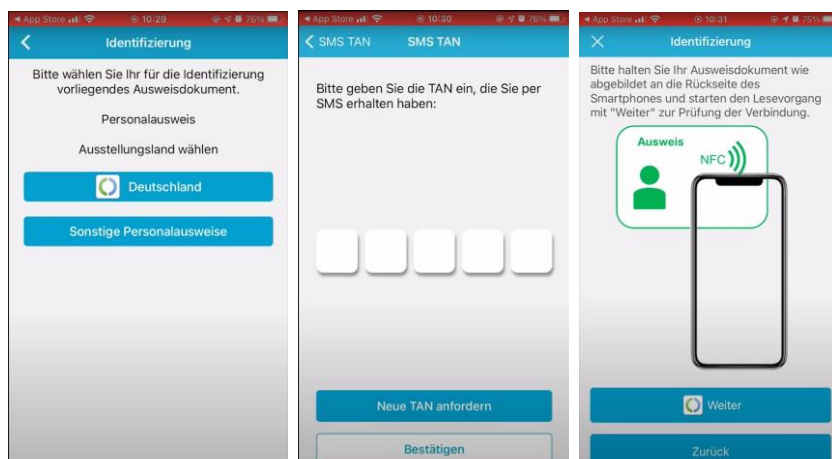 App Store 10:29 76%
Identifizierung
Bitte wählen Sie Ihr für die Identifizierung
vorliegendes Ausweisdokument.
Personalausweis
Ausstellungsland wählen
Deutschland
Sonstige Personalausweise
App Store 10:30 76%
SMS TAN SMS TAN
Bitte geben Sie die TAN ein, die Sie per
SMS erhalten haben:
Neue TAN anfordern
Bestätigen
App Store 10:31 75%
Identifizierung
Bitte halten Sie Ihr Ausweisdokument wie
abgebildet an die Rückseite des
Smartphones und starten den Lesevorgang
mit "Weiter" zur Prüfung der Verbindung.
Ausweis
NFC
Weiter
Zurück